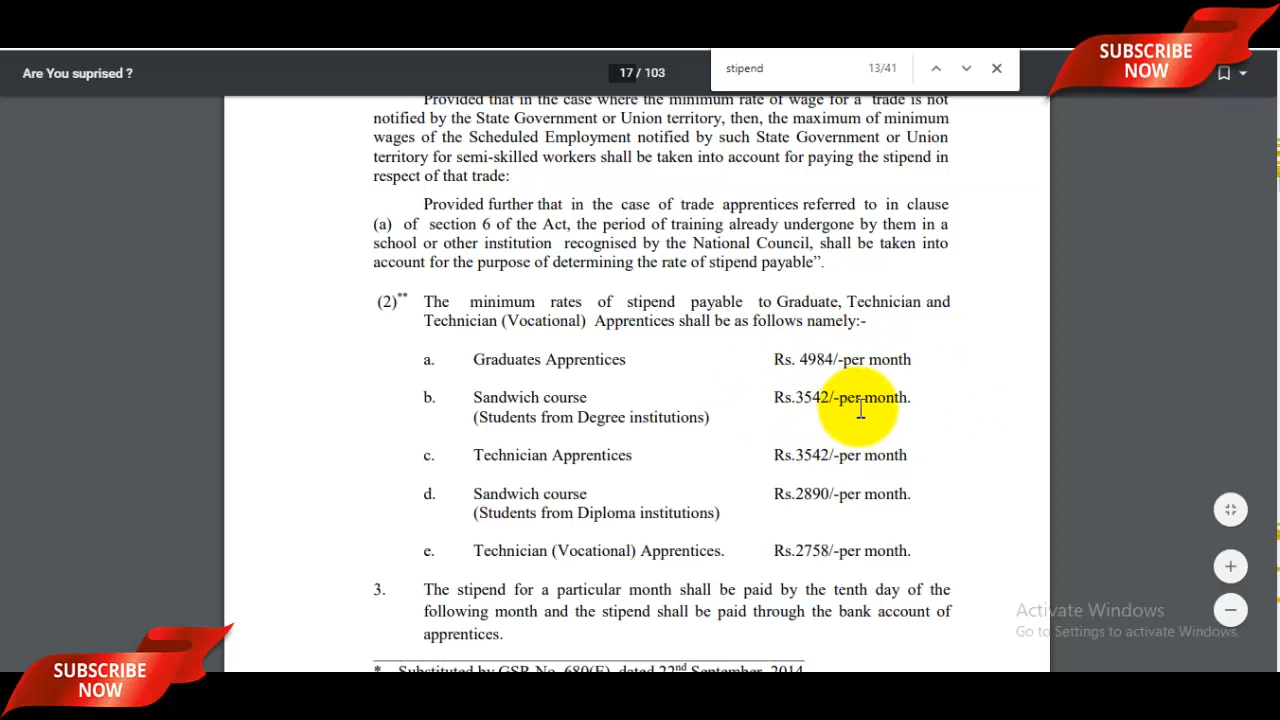 Are You suprised ?
17 / 103
stipend
13/41
SUBSCRIBE
NOW
Provided that in the case where the minimum rate of wage for a trade is not
notified by the State Government or Union territory, then, the maximum of minimum
wages of the Scheduled Employment notified by such State Government or Union
territory for semi-skilled workers shall be taken into account for paying the stipend in
respect of that trade:
Provided further that in the case of trade apprentices referred to in clause
(a) of section 6 of the Act, the period of training already undergone by them in a
school or other institution recognised by the National Council, shall be taken into
account for the purpose of determining the rate of stipend payable”.
(2)** The minimum rates of stipend payable to Graduate, Technician and
Technician (Vocational) Apprentices shall be as follows namely:-
a. Graduates Apprentices Rs. 4984/-per month
b. Sandwich course Rs.3542/-per month.
(Students from Degree institutions)
c. Technician Apprentices Rs.3542/-per month
d. Sandwich course Rs.2890/-per month.
(Students from Diploma institutions)
e. Technician (Vocational) Apprentices. Rs.2758/-per month.
3. The stipend for a particular month shall be paid by the tenth day of the
following month and the stipend shall be paid through the bank account of
apprentices.
* Substituted by GSR No. 680(E), dated 22nd September, 2014
Activate Windows
Go to Settings to activate Windows.
SUBSCRIBE
NOW